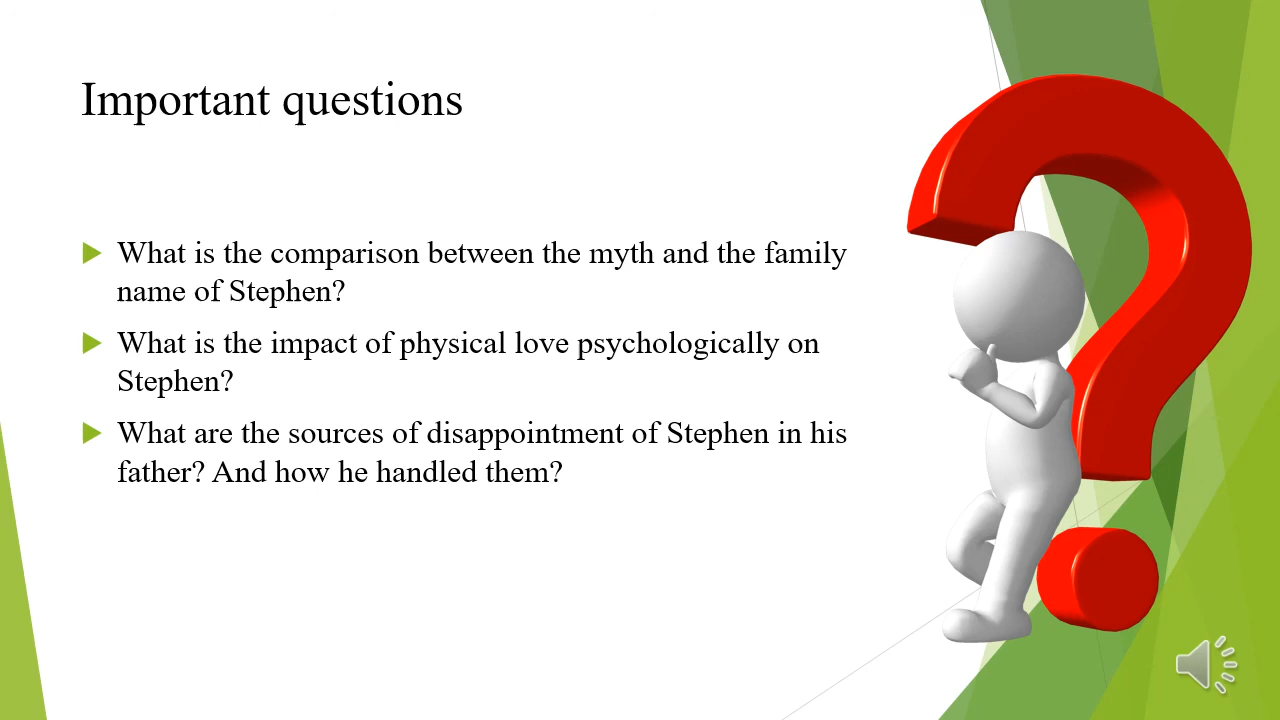 Important questions
What is the comparison between the myth and the family
name of Stephen?
What is the impact of physical love psychologically on
Stephen?
What are the sources of disappointment of Stephen in his
father? And how he handled them?